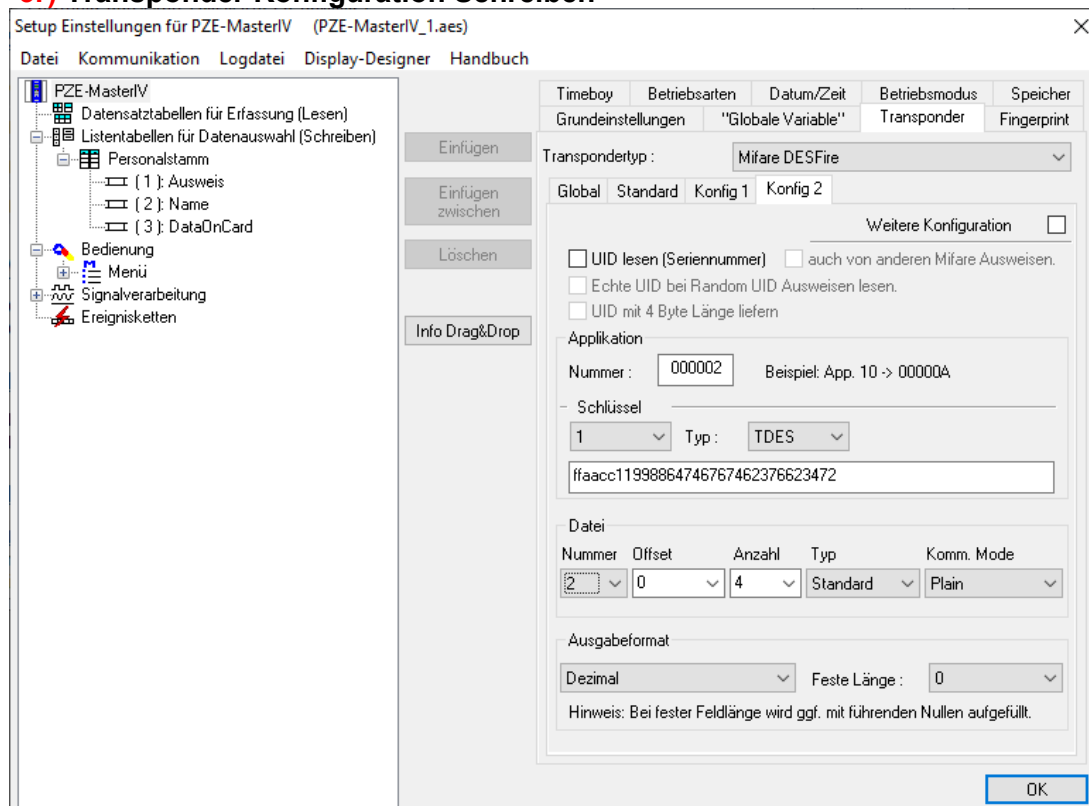 Transponder Konfiguration Schreiben
Setup Einstellungen für PZE-MasterIV (PZE-MasterIV_1.aes)
Datei Kommunikation Logdatei Display-Designer Handbuch
PZE-MasterIV
Datensatztabellen für Erfassung (Lesen)
Listentabellen für Datenauswahl (Schreiben)
Personalstamm
( 1 ): Ausweis
( 2 ): Name
( 3 ): DataOnCard
Bedienung
Menü
Signalverarbeitung
Ereignisketten
Einfügen
Einfügen
zwischen
Löschen
Info Drag&Drop
Timeboy Betriebsarten Datum/Zeit Betriebsmodus Speicher
Grundeinstellungen "Globale Variable" Transponder Fingerprint
Transpondertyp : Mifare DESFire
Global Standard Konfig 1 Konfig 2
Weitere Konfiguration
UID lesen (Seriennummer) auch von anderen Mifare Ausweisen.
Echte UID bei Random UID Ausweisen lesen.
UID mit 4 Byte Länge liefern
Applikation
Nummer : 000002 Beispiel: App. 10 -> 00000A
Schlüssel
1 Typ : TDES
ffaacc11998864746767462376623472
Datei
Nummer Offset Anzahl Typ Komm. Mode
2 0 4 Standard Plain
Ausgabeformat
Dezimal Feste Länge : 0
Hinweis: Bei fester Feldlänge wird ggf. mit führenden Nullen aufgefüllt.
OK